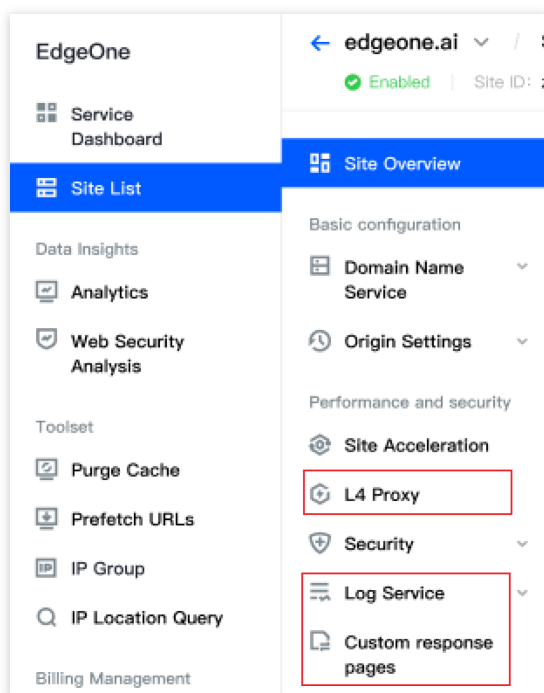 EdgeOne
Service
Dashboard
Site List
Data Insights
Analytics
Web Security
Analysis
Toolset
Purge Cache
Prefetch URLs
IP
IP Group
IP Location Query
Billing Management
edgeone.ai /
Enabled Site ID:
Site Overview
Basic configuration
Domain Name
Service
Origin Settings
Performance and security
Site Acceleration
L4 Proxy
Security
Log Service
Custom response
pages